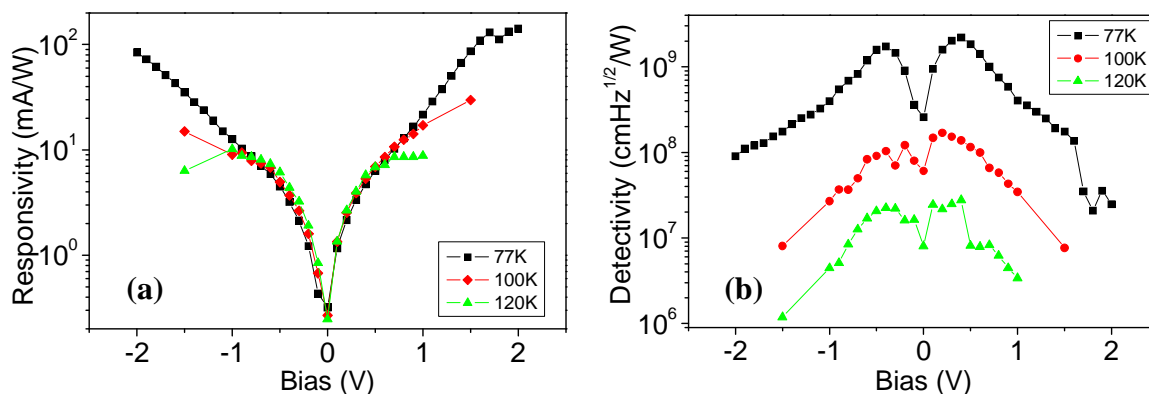 Responsivity (mA/W)
10²
10¹
10⁰
(a)
77K
100K
120K
-2 -1 0 1 2
Bias (V)
Detectivity (cmHz^1/2/W)
10⁹
10⁸
10⁷
10⁶
(b)
77K
100K
120K
-2 -1 0 1 2
Bias (V)